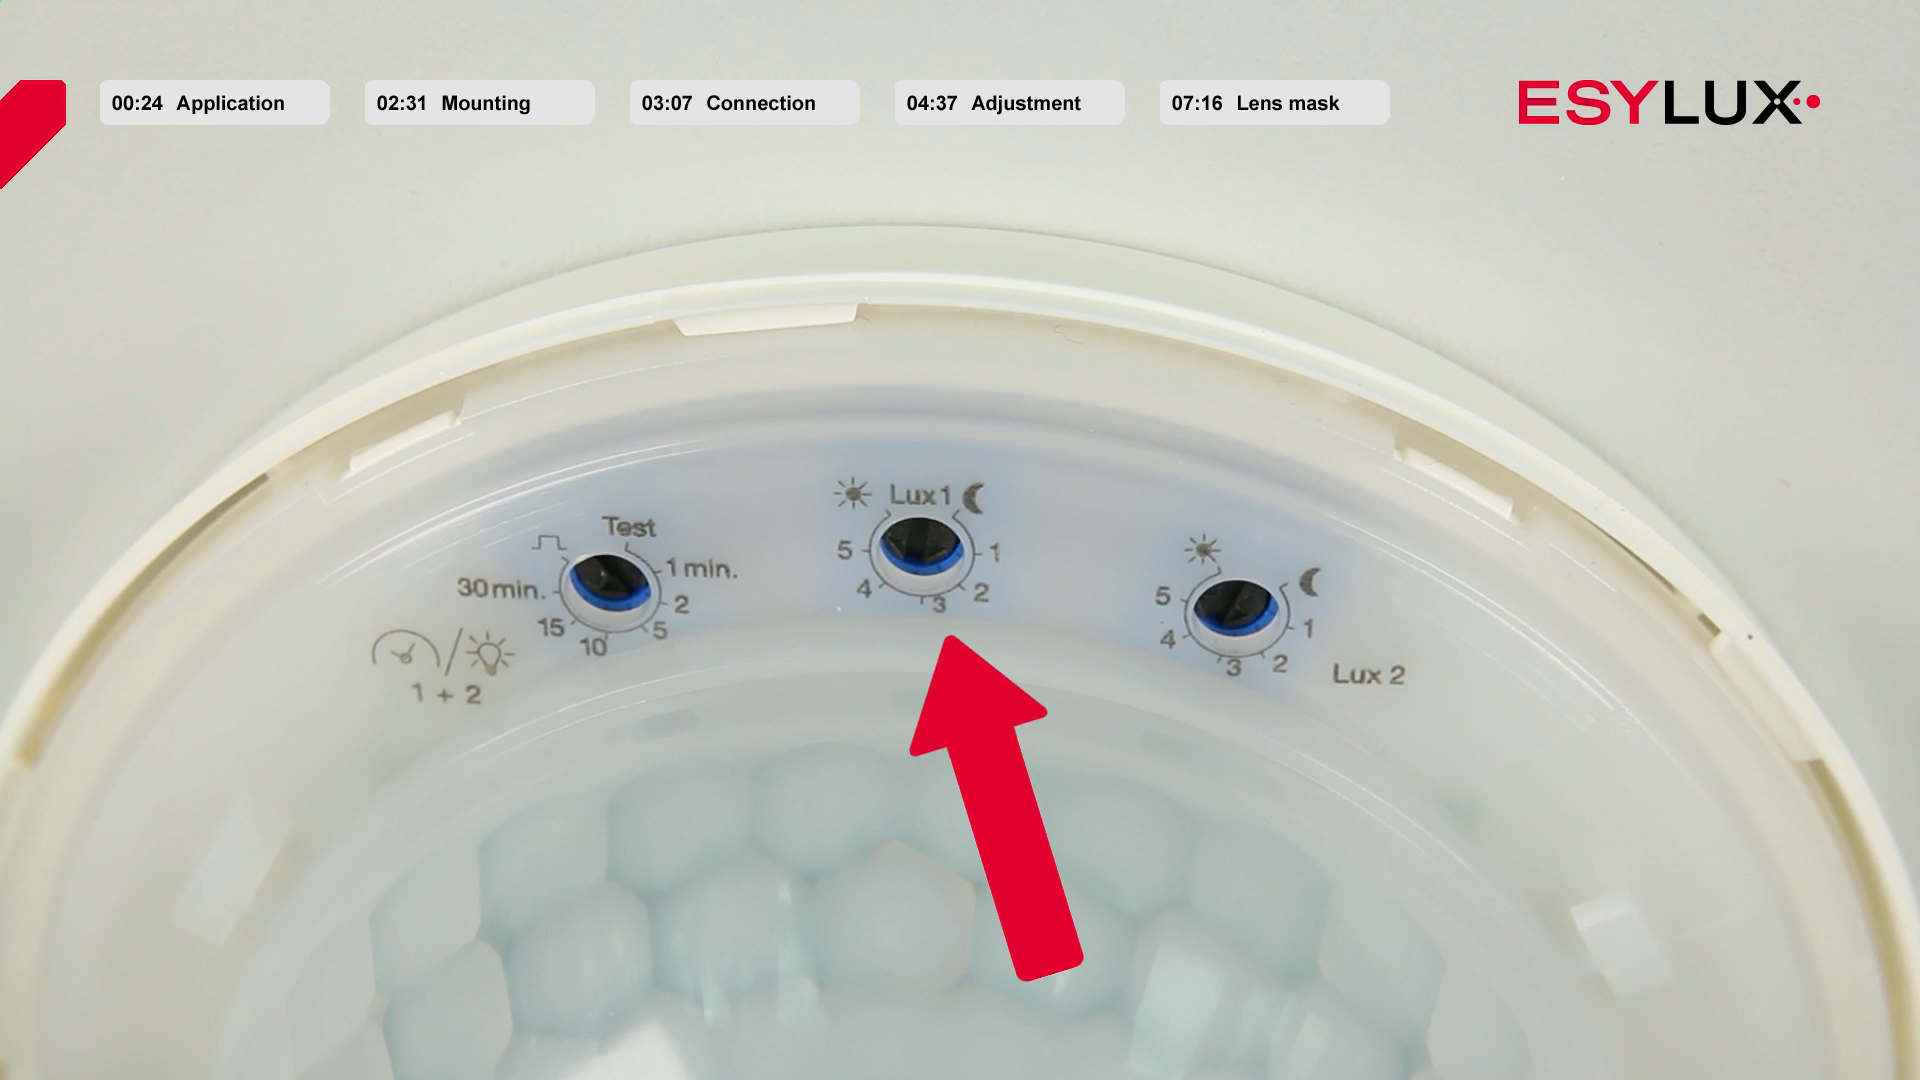 00:24 Application
02:31 Mounting
03:07 Connection
04:37 Adjustment
07:16 Lens mask
ESYLUX
Test
1 min.
2
5
10
15
30 min.
1 + 2
Lux 1
1
2
3
4
5
Lux 2
1
2
3
4
5